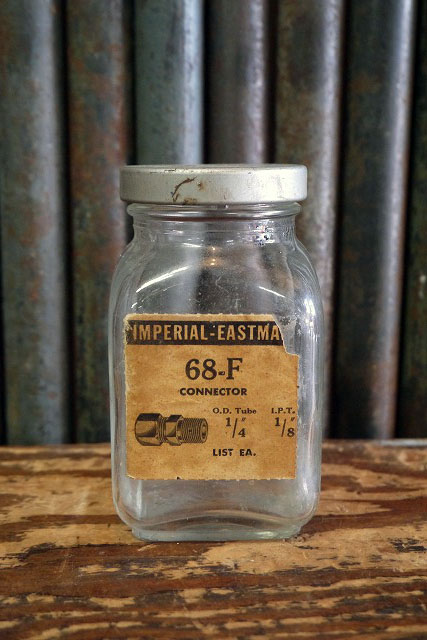 IMPERIAL-EASTMA
68-F
CONNECTOR
O.D. Tube I.P.T.
1/4" 1/8"
LIST EA.